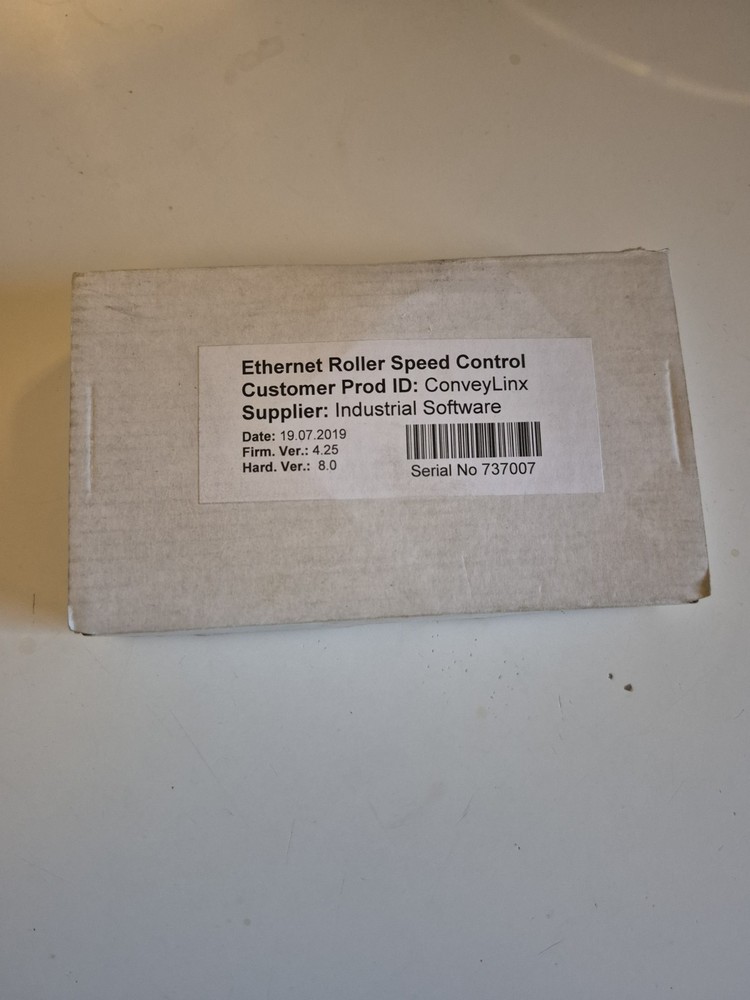 Ethernet Roller Speed Control
Customer Prod ID: ConveyLinx
Supplier: Industrial Software
Date: 19.07.2019
Firm. Ver.: 4.25
Hard. Ver.: 8.0
Serial No 737007